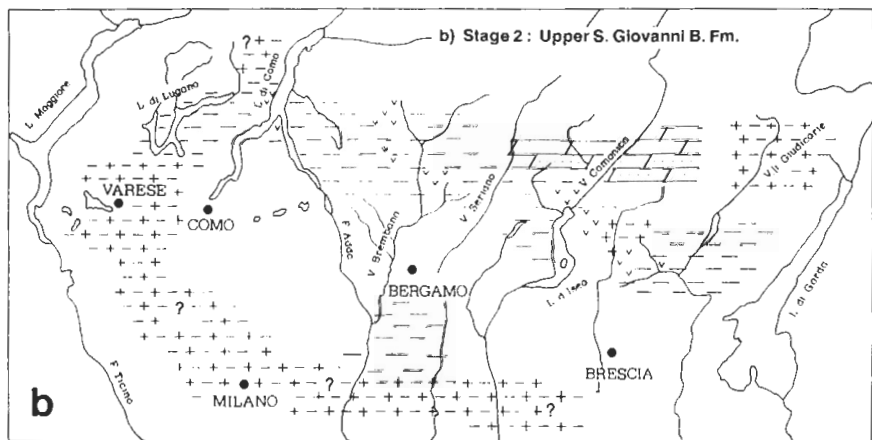 b) Stage 2 : Upper S. Giovanni B. Fm.
?
L. Maggiore
L. di Lugano
L. di Como
V. Camonica
V. li Giudicarie
VARESE
COMO
F. Adda
V. Brembana
V. Seriana
BERGAMO
L. d'Iseo
L. di Garda
?
BRESCIA
F. Ticino
MILANO
?
?
b